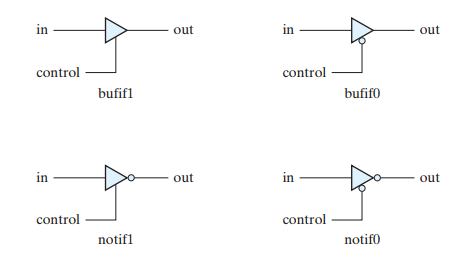 in out in out
control control
bufif1 bufif0
in out in out
control control
notif1 notif0